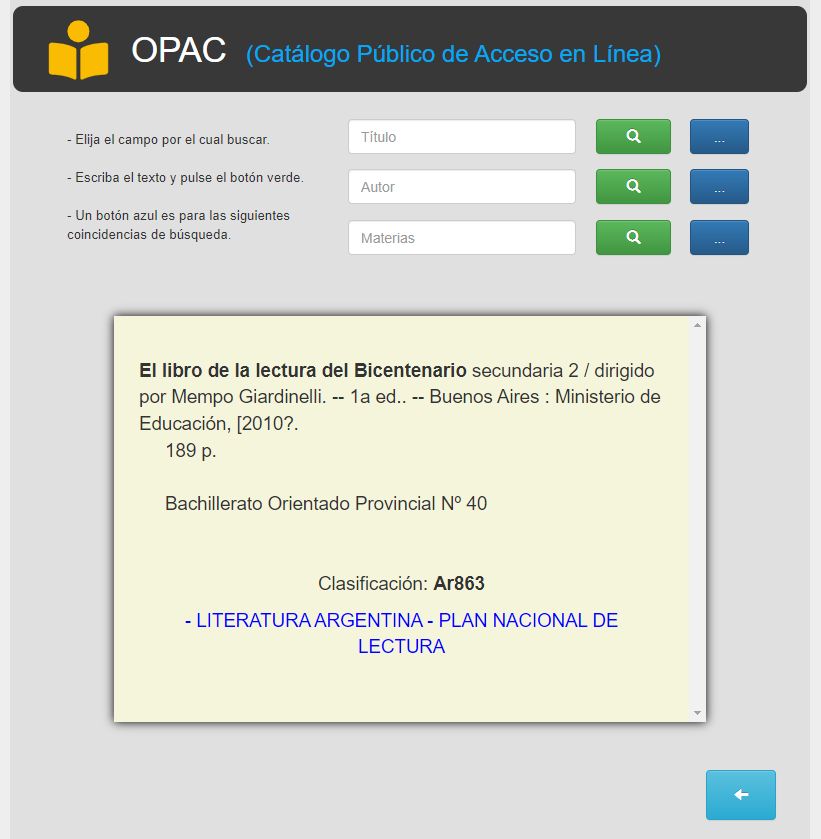 OPAC (Catálogo Público de Acceso en Línea)
- Elija el campo por el cual buscar.
- Escriba el texto y pulse el botón verde.
- Un botón azul es para las siguientes
coincidencias de búsqueda.
Título
...
Autor
...
Materias
...
El libro de la lectura del Bicentenario secundaria 2 / dirigido
por Mempo Giardinelli. -- 1a ed.. -- Buenos Aires : Ministerio de
Educación, [2010?.
189 p.
Bachillerato Orientado Provincial Nº 40
Clasificación: Ar863
- LITERATURA ARGENTINA - PLAN NACIONAL DE
LECTURA